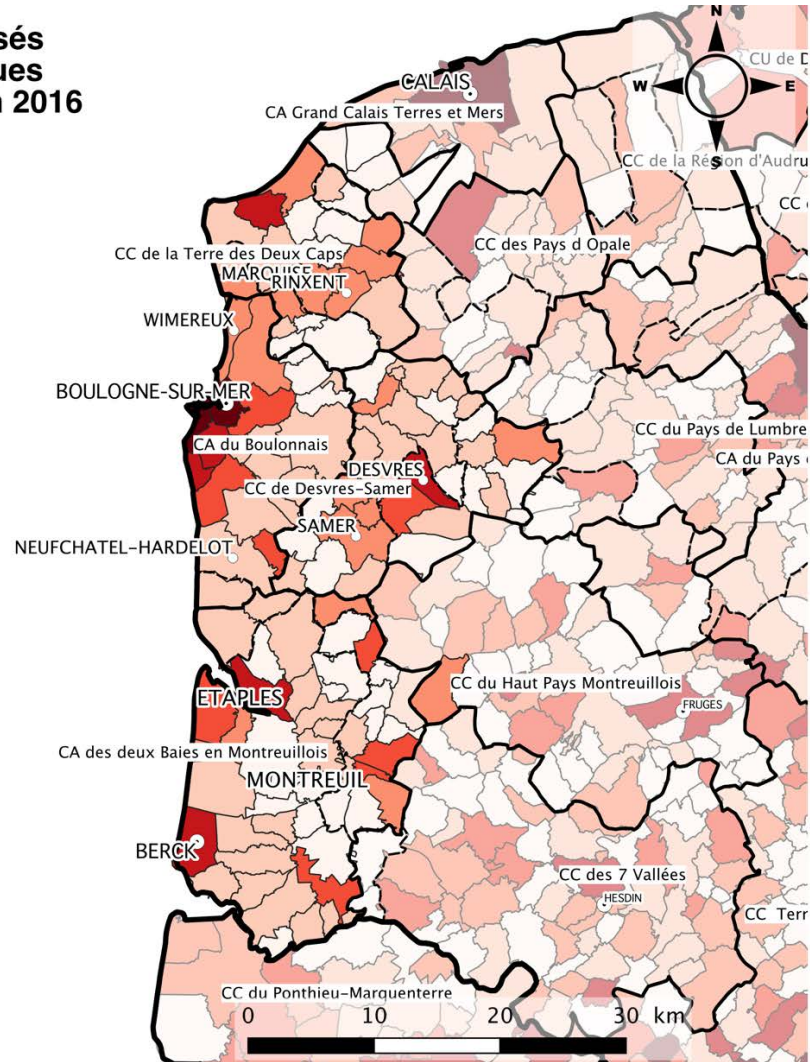 sés
ues
n 2016
N
W
E
S
CU de D
CALAIS
CA Grand Calais Terres et Mers
CC de la Région d'Audru
CC
CC de la Terre des Deux Caps
CC des Pays d Opale
MARQUISE
RINXENT
WIMEREUX
BOULOGNE-SUR-MER
CA du Boulonnais
CC du Pays de Lumbre
CA du Pays
DESVRES
CC de Desvres-Samer
SAMER
NEUFCHATEL-HARDELOT
ETAPLES
CC du Haut Pays Montreuillois
FRUGES
CA des deux Baies en Montreuillois
MONTREUIL
BERCK
CC des 7 Vallées
HESDIN
CC Terr
CC du Ponthieu-Marquenterre
0 10 20 30 km